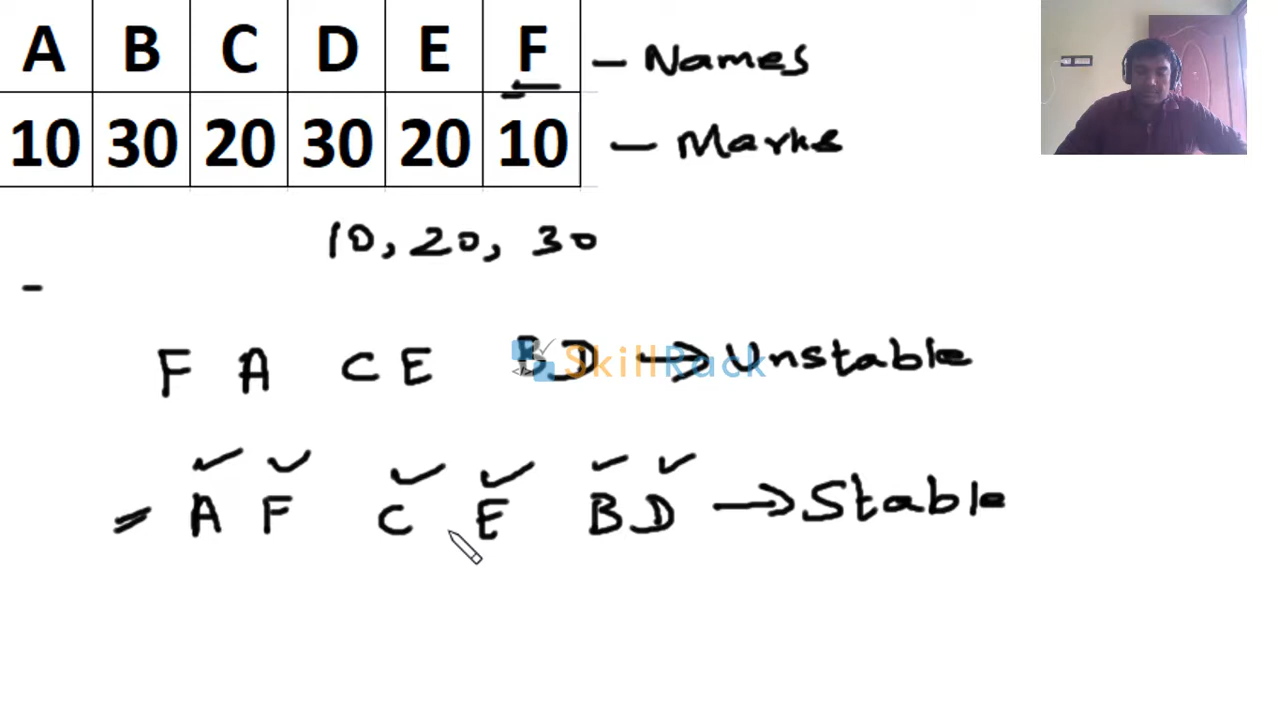 A B C D E F - Names
10 30 20 30 20 10 - Marks
10, 20, 30
F A C E B D → Unstable
SkillRack
A F C E B D → Stable